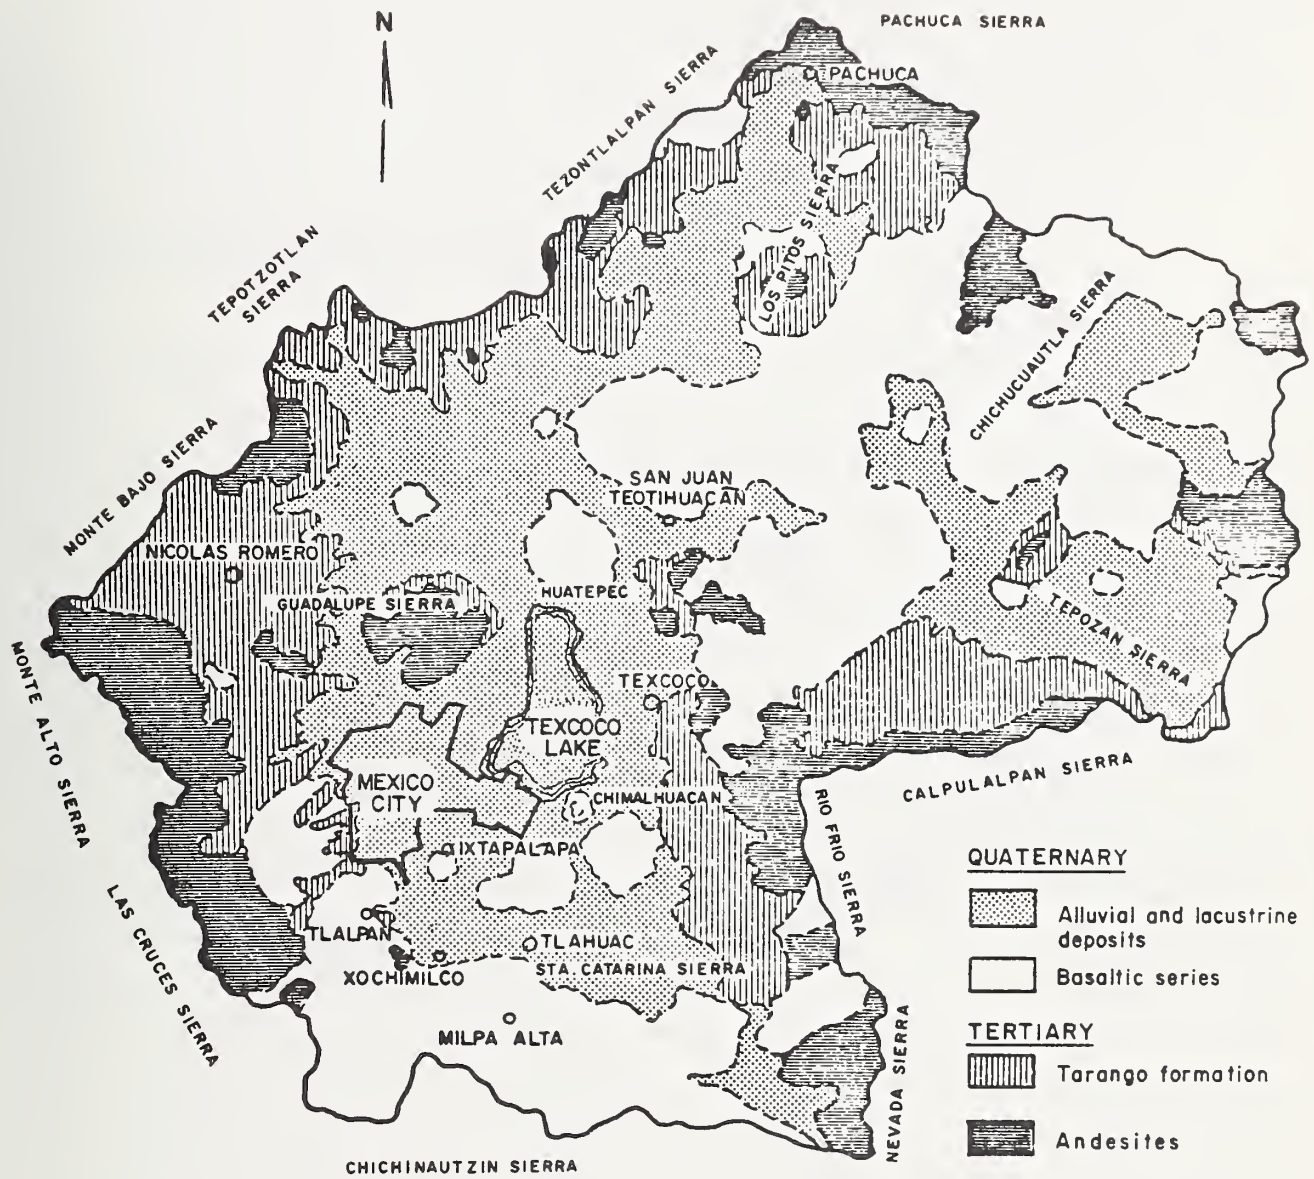 N
PACHUCA SIERRA
PACHUCA
TEZONTLALPAN SIERRA
LOS PITOS SIERRA
TEPOTZOTLAN
SIERRA
CHICHUCUAUTLA SIERRA
MONTE BAJO SIERRA
SAN JUAN
TEOTIHUACAN
NICOLAS ROMERO
GUADALUPE SIERRA
HUATEPEC
TEPOZAN SIERRA
MONTE ALTO SIERRA
TEXCOCO
TEXCOCO
LAKE
MEXICO
CITY
CHIMALHUACAN
CALPULALPAN SIERRA
RIO FRIO SIERRA
IXTAPALAPA
LAS CRUCES SIERRA
TLALPAN
TLAHUAC
XOCHIMILCO
STA. CATARINA SIERRA
MILPA ALTA
NEVADA SIERRA
CHICHINAUTZIN SIERRA
QUATERNARY
Alluvial and lacustrine
deposits
Basaltic series
TERTIARY
Tarango formation
Andesites